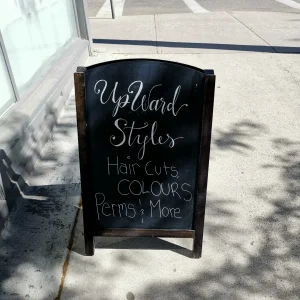 UpWard
Styles
Hair Cuts,
COLOURS
Perms & More